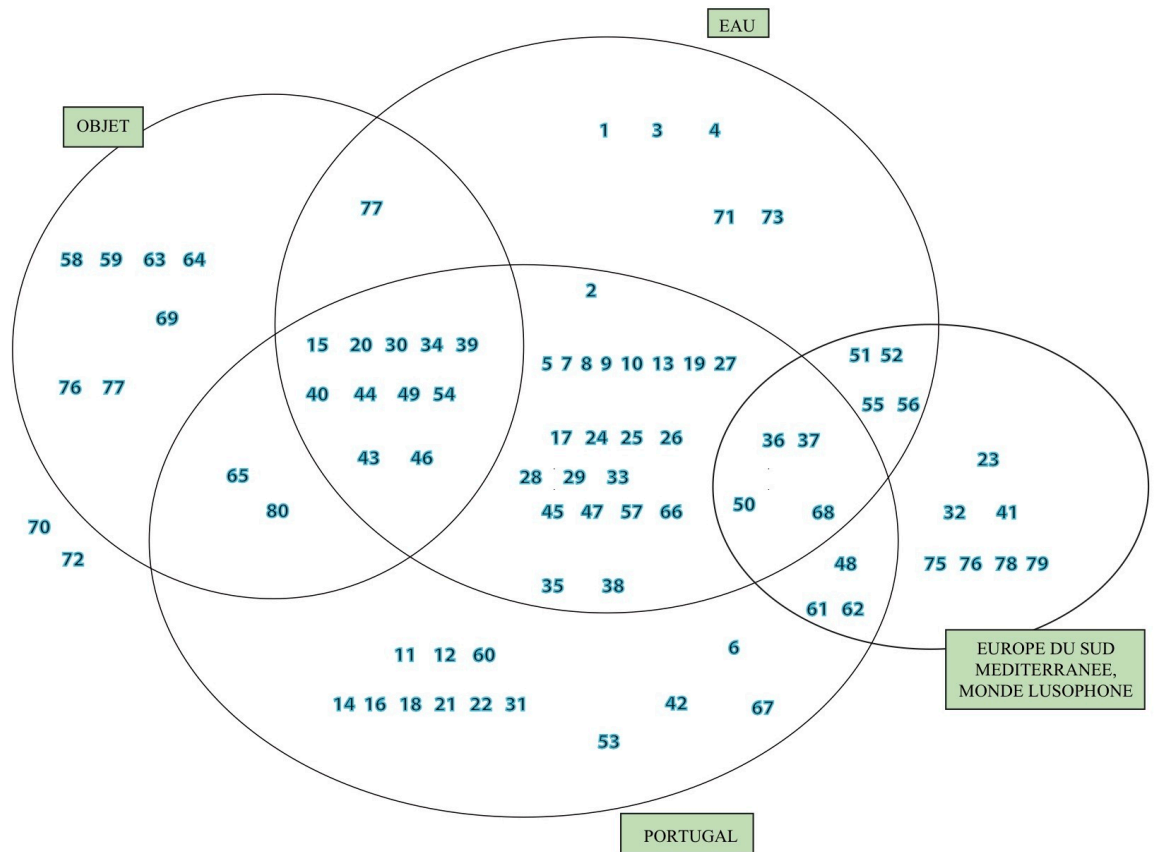 EAU
OBJET
1 3 4
77
71 73
58 59 63 64
2
69
15 20 30 34 39
51 52
5 7 8 9 10 13 19 27
76 77
40 44 49 54
55 56
17 24 25 26
36 37
43 46
23
65
28 29 33
50
80
45 47 57 66
68
32 41
70
72
48
75 76 78 79
35 38
61 62
11 12 60
6
EUROPE DU SUD
MEDITERRANEE,
MONDE LUSOPHONE
14 16 18 21 22 31
42
67
53
PORTUGAL